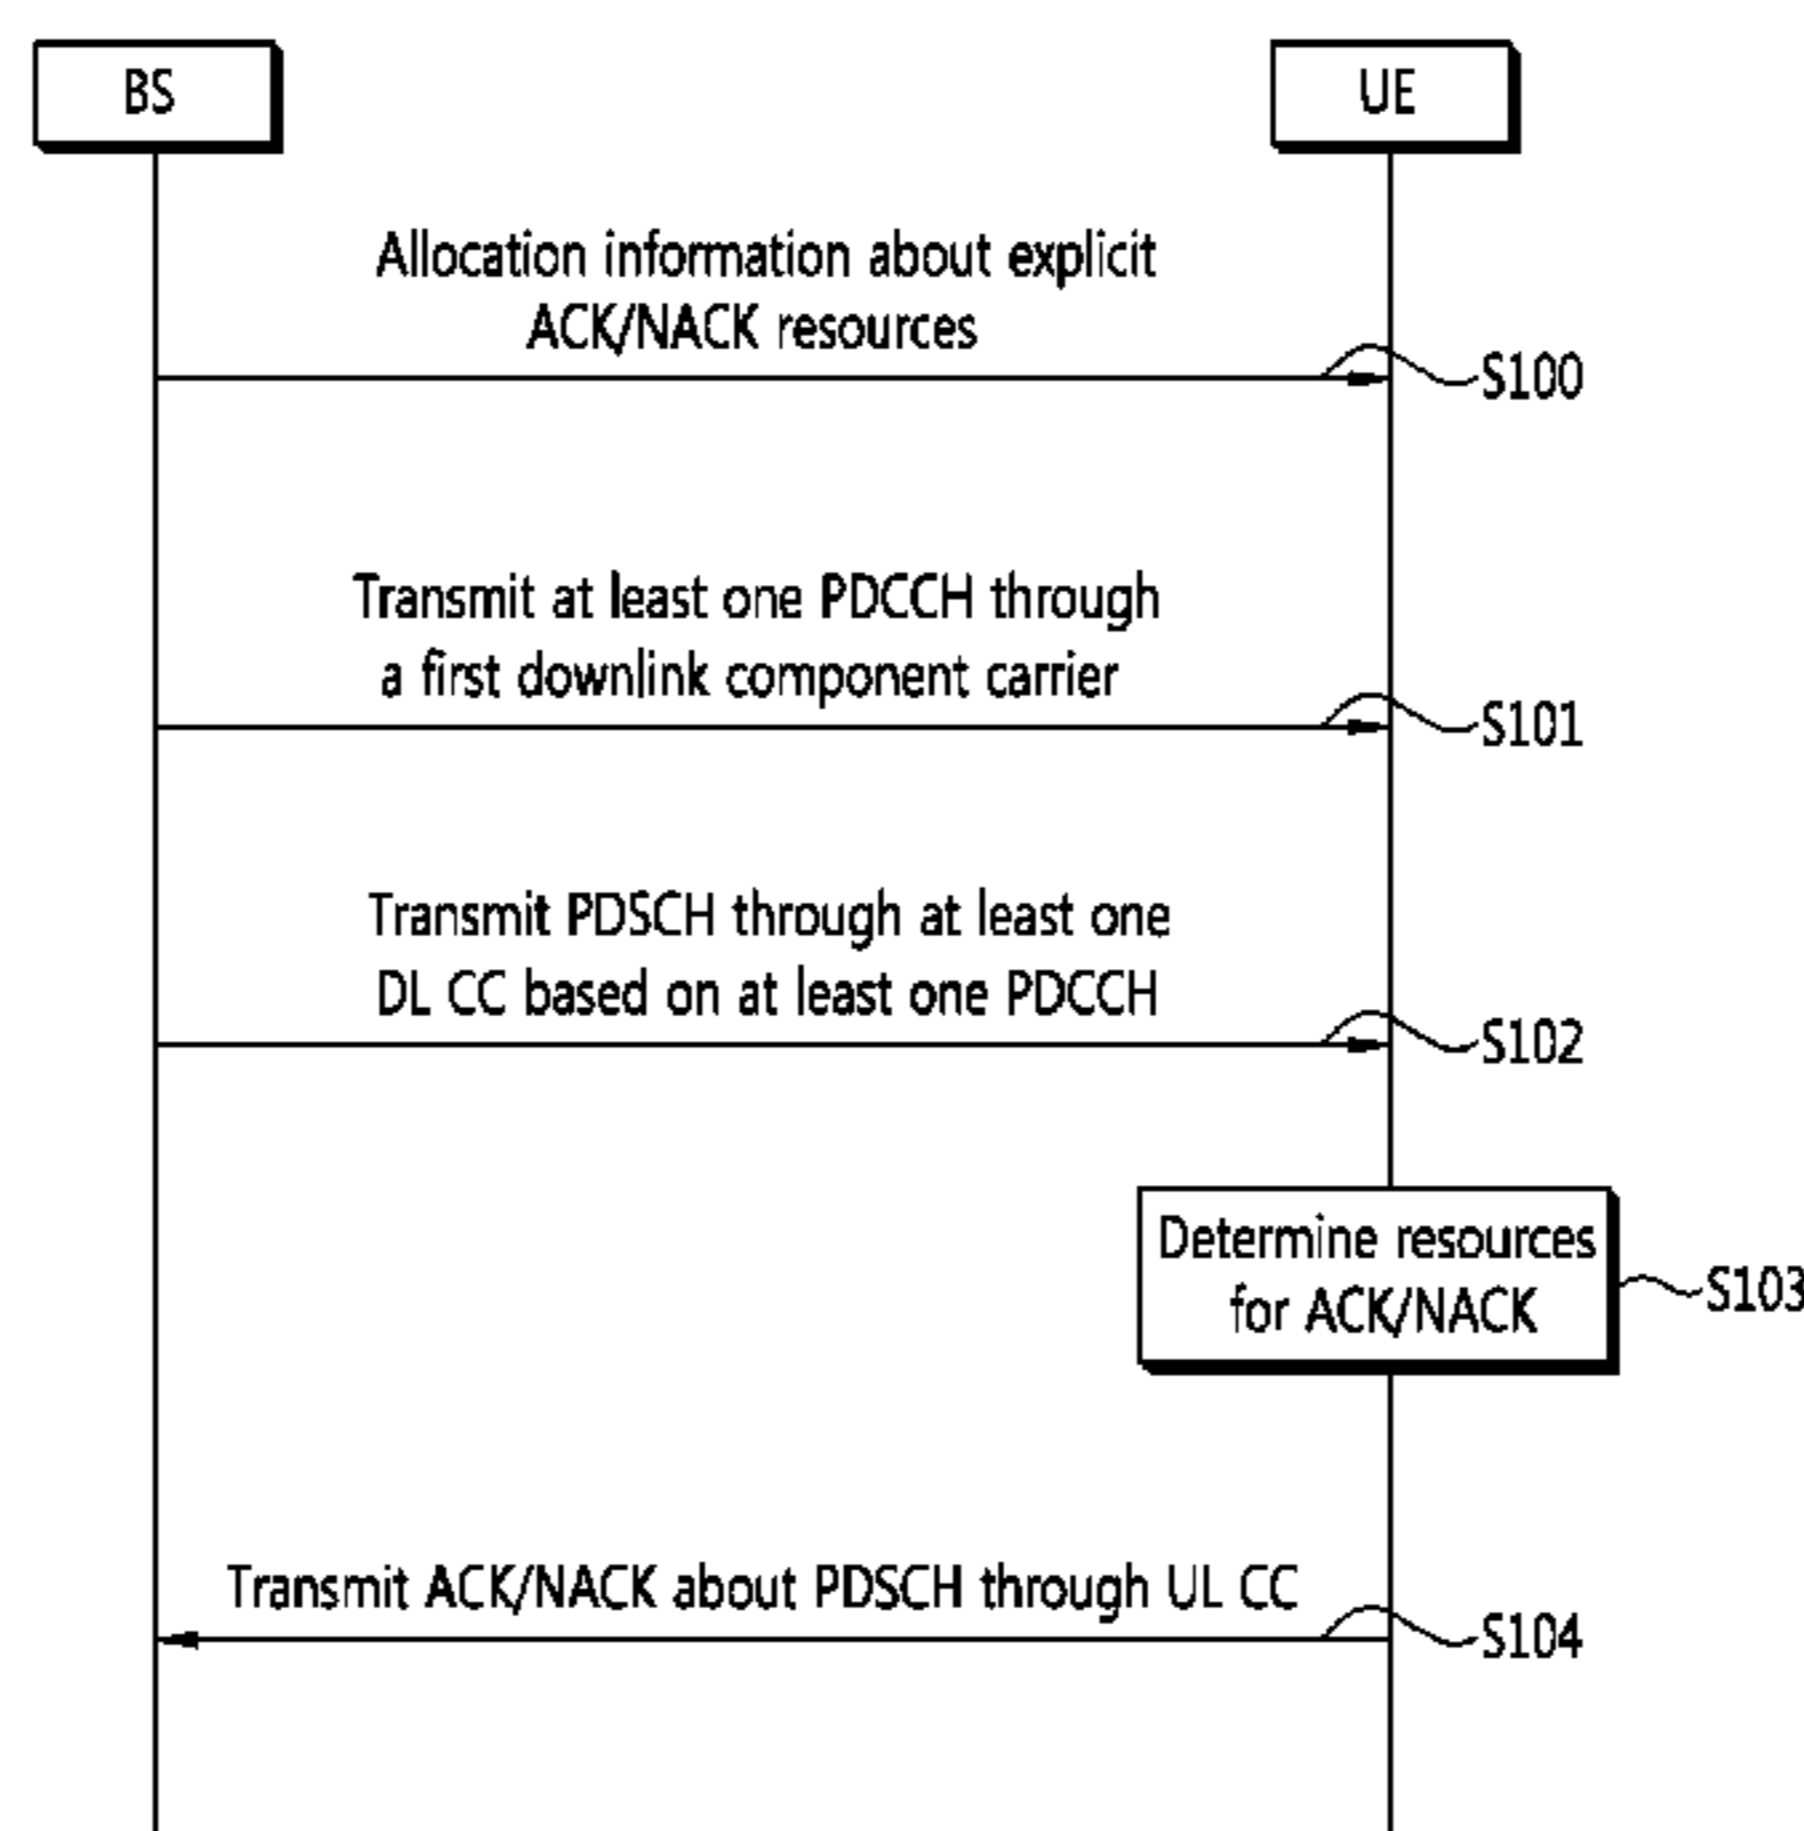 BS
UE
Allocation information about explicit
ACK/NACK resources
S100
Transmit at least one PDCCH through
a first downlink component carrier
S101
Transmit PDSCH through at least one
DL CC based on at least one PDCCH
S102
Determine resources
for ACK/NACK
S103
Transmit ACK/NACK about PDSCH through UL CC
S104